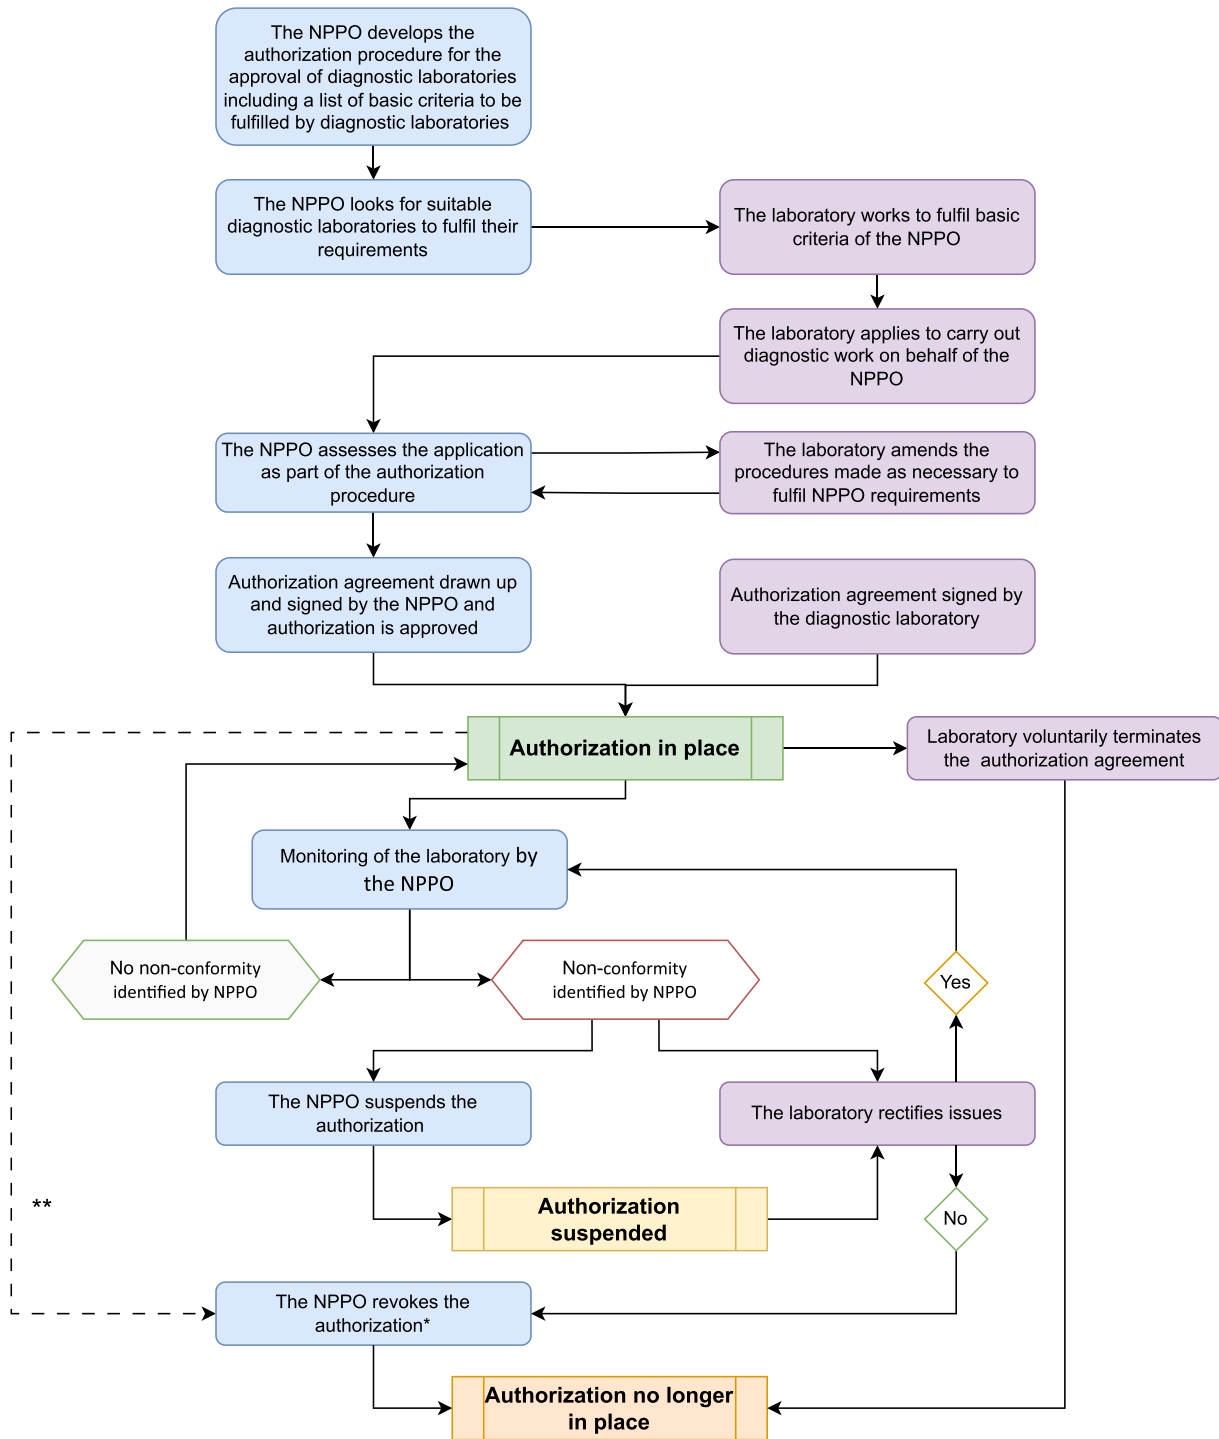 The NPPO develops the
authorization procedure for the
approval of diagnostic laboratories
including a list of basic criteria to be
fulfilled by diagnostic laboratories
The NPPO looks for suitable
diagnostic laboratories to fulfil their
requirements
The laboratory works to fulfil basic
criteria of the NPPO
The laboratory applies to carry out
diagnostic work on behalf of the
NPPO
The NPPO assesses the application
as part of the authorization
procedure
The laboratory amends the
procedures made as necessary to
fulfil NPPO requirements
Authorization agreement drawn up
and signed by the NPPO and
authorization is approved
Authorization agreement signed by
the diagnostic laboratory
Authorization in place
Laboratory voluntarily terminates
the authorization agreement
Monitoring of the laboratory by
the NPPO
No non-conformity
identified by NPPO
Non-conformity
identified by NPPO
Yes
The NPPO suspends the
authorization
The laboratory rectifies issues
**
Authorization
suspended
No
The NPPO revokes the
authorization*
Authorization no longer
in place